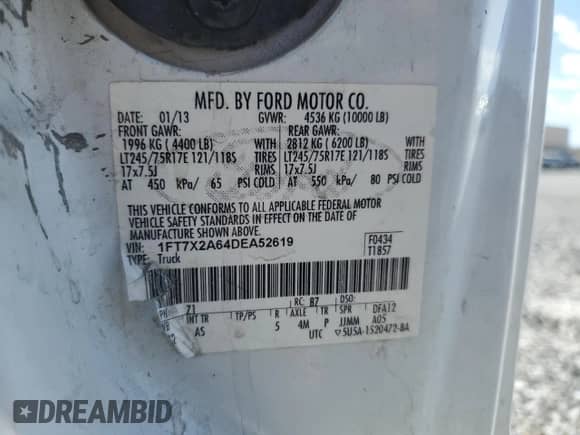 MFD. BY FORD MOTOR CO.
DATE: 01/13 GVWR: 4536 KG (10000 LB)
FRONT GAWR: REAR GAWR:
1996 KG ( 4400 LB) WITH 2812 KG ( 6200 LB) WITH
LT245/75R17E 121/118S TIRES LT245/75R17E 121/118S TIRES
17x7.5J RIMS 17x7.5J RIMS
AT 450 kPa/ 65 PSI COLD AT 550 kPa/ 80 PSI COLD
THIS VEHICLE CONFORMS TO ALL APPLICABLE FEDERAL MOTOR
VEHICLE SAFETY STANDARDS IN EFFECT ON THE DATE OF
MANUFACTURE SHOWN ABOVE.
VIN: 1FT7X2A64DEA52619 F0434
TYPE: Truck T1857
RC: B7 DSO:
Z1
INT TR TP/PS R AXLE TR SPR DFA12
AS 5 4M P JJMM A05
UTC 5U5A-1520472-BA
DREAMBID